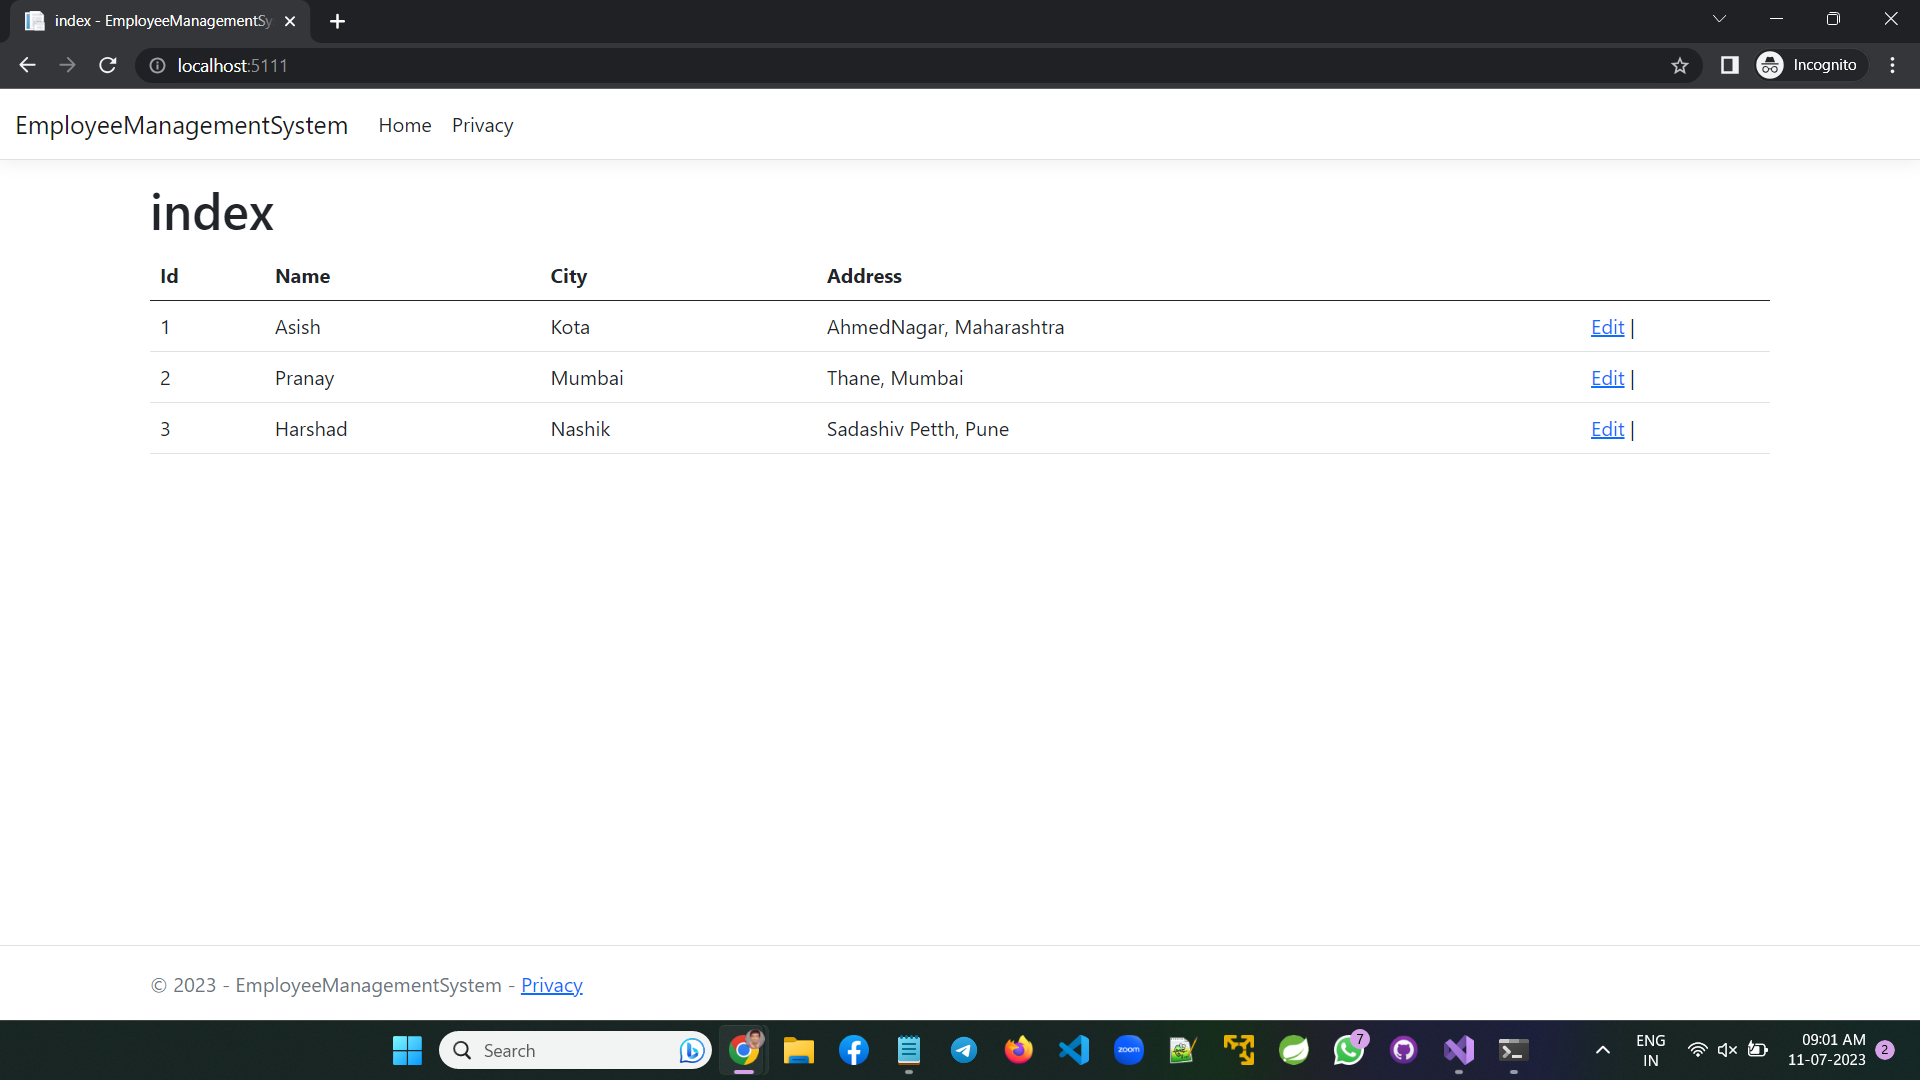 index - EmployeeManagementSy
localhost:5111
Incognito
EmployeeManagementSystem Home Privacy
index
Id Name City Address
1 Asish Kota AhmedNagar, Maharashtra Edit |
2 Pranay Mumbai Thane, Mumbai Edit |
3 Harshad Nashik Sadashiv Petth, Pune Edit |
© 2023 - EmployeeManagementSystem - Privacy
Search
zoom
7
ENG
IN
09:01 AM
11-07-2023
2